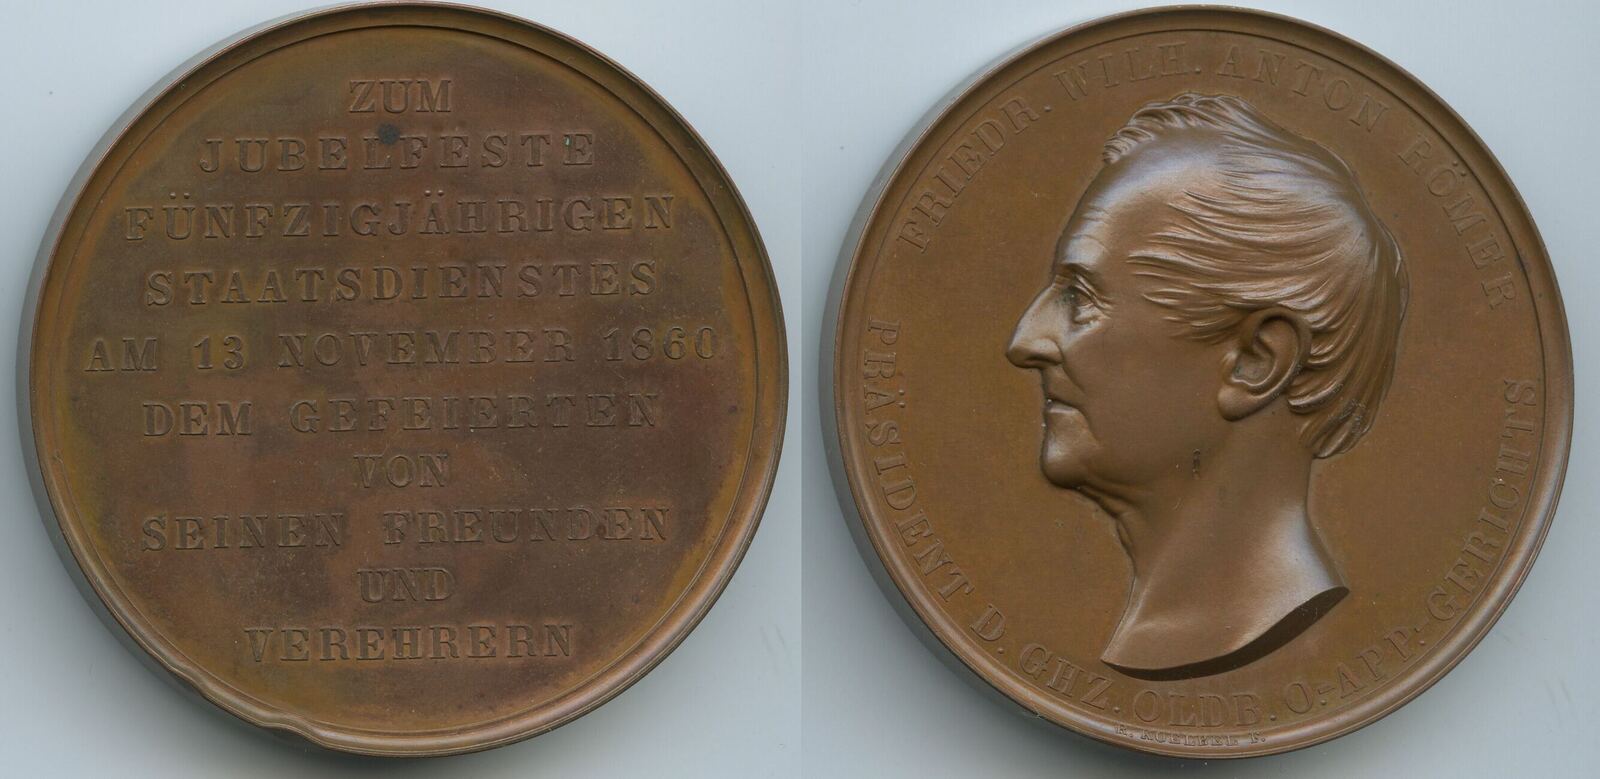 ZUM
JUBELFESTE
FÜNFZIGJÄHRIGEN
STAATSDIENSTES
AM 13 NOVEMBER 1860
DEM GEFEIERTEN
VON
SEINEN FREUNDEN
UND
VEREHRERN
FRIEDR. WILH. ANTON RÖMER
PRÄSIDENT D. GHZ. OLDB. O.-APP.-GERICHTS
K. KOELBEL F.